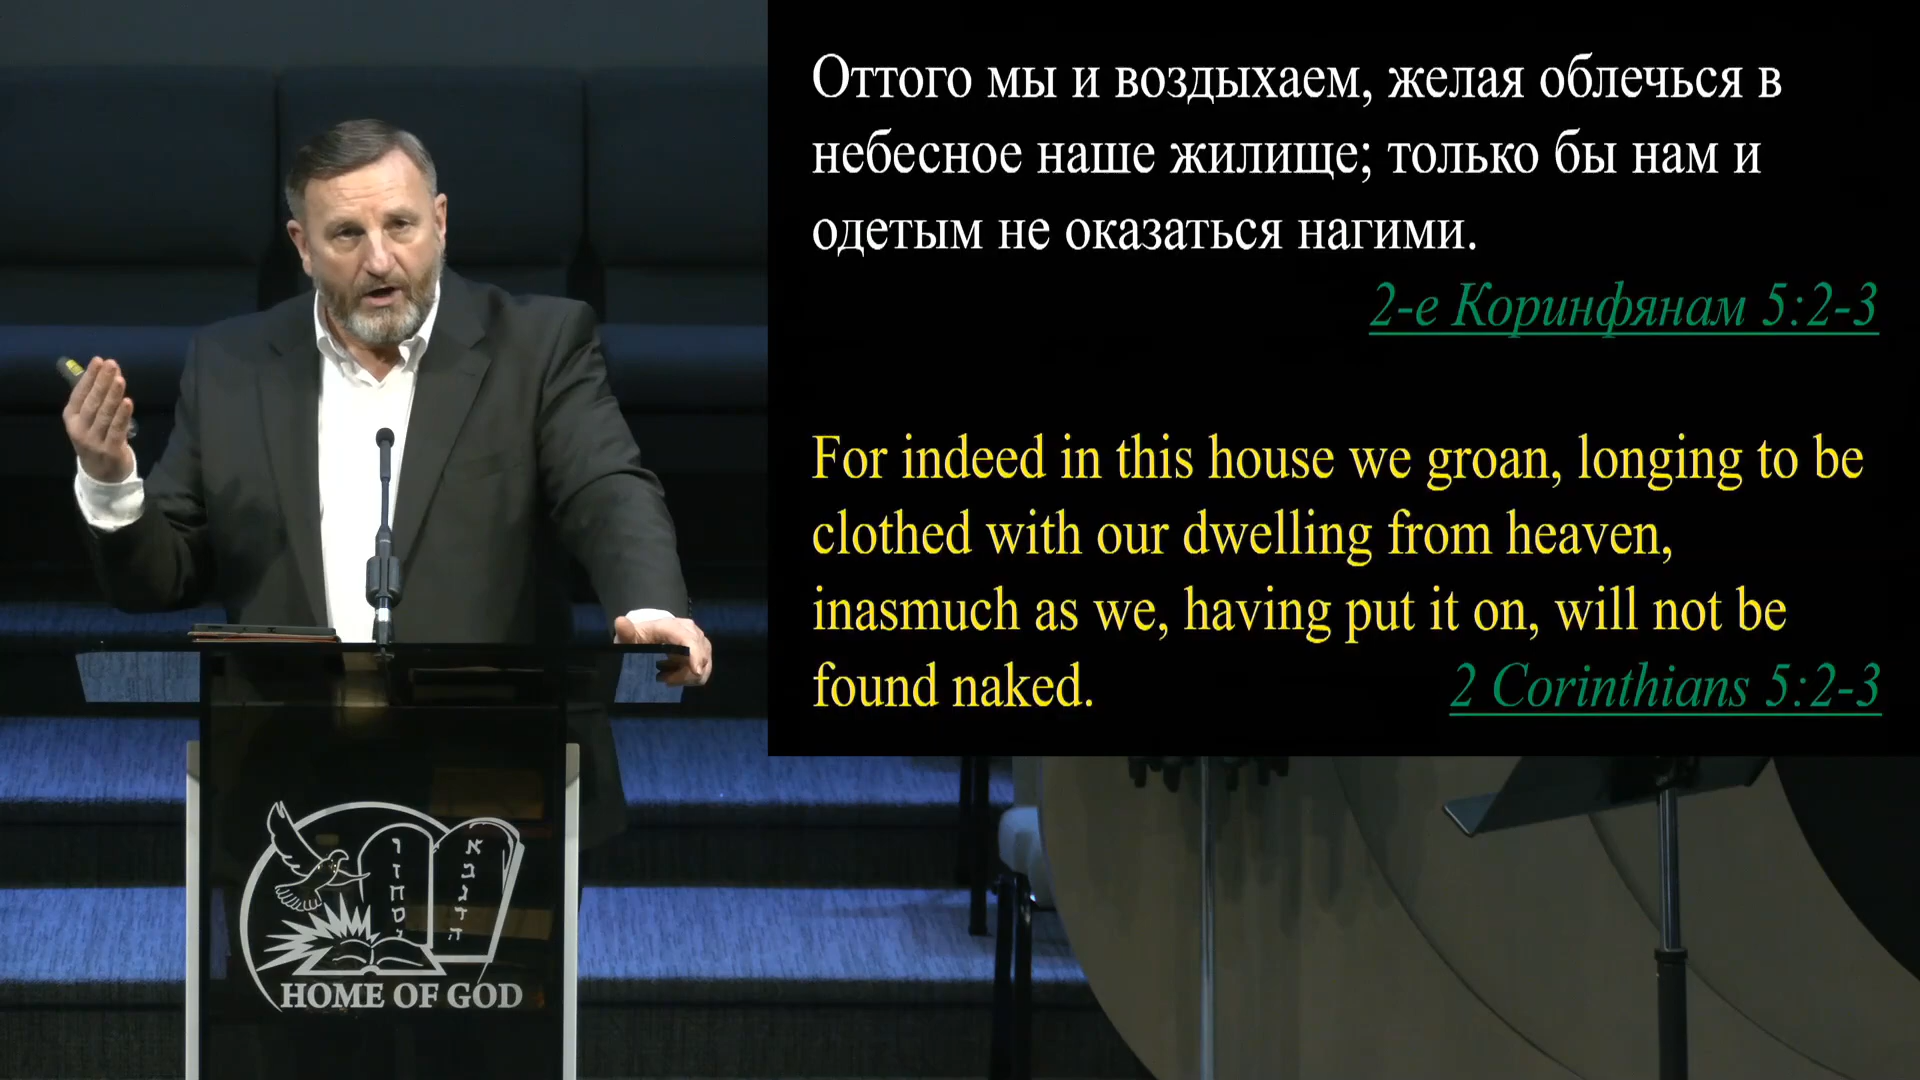 Оттого мы и воздыхаем, желая облечься в
небесное наше жилище; только бы нам и
одетым не оказаться нагими.
2-е Коринфянам 5:2-3
For indeed in this house we groan, longing to be
clothed with our dwelling from heaven,
inasmuch as we, having put it on, will not be
found naked.
2 Corinthians 5:2-3
א
ב
ג
ד
ה
ו
ז
ח
ט
י
HOME OF GOD